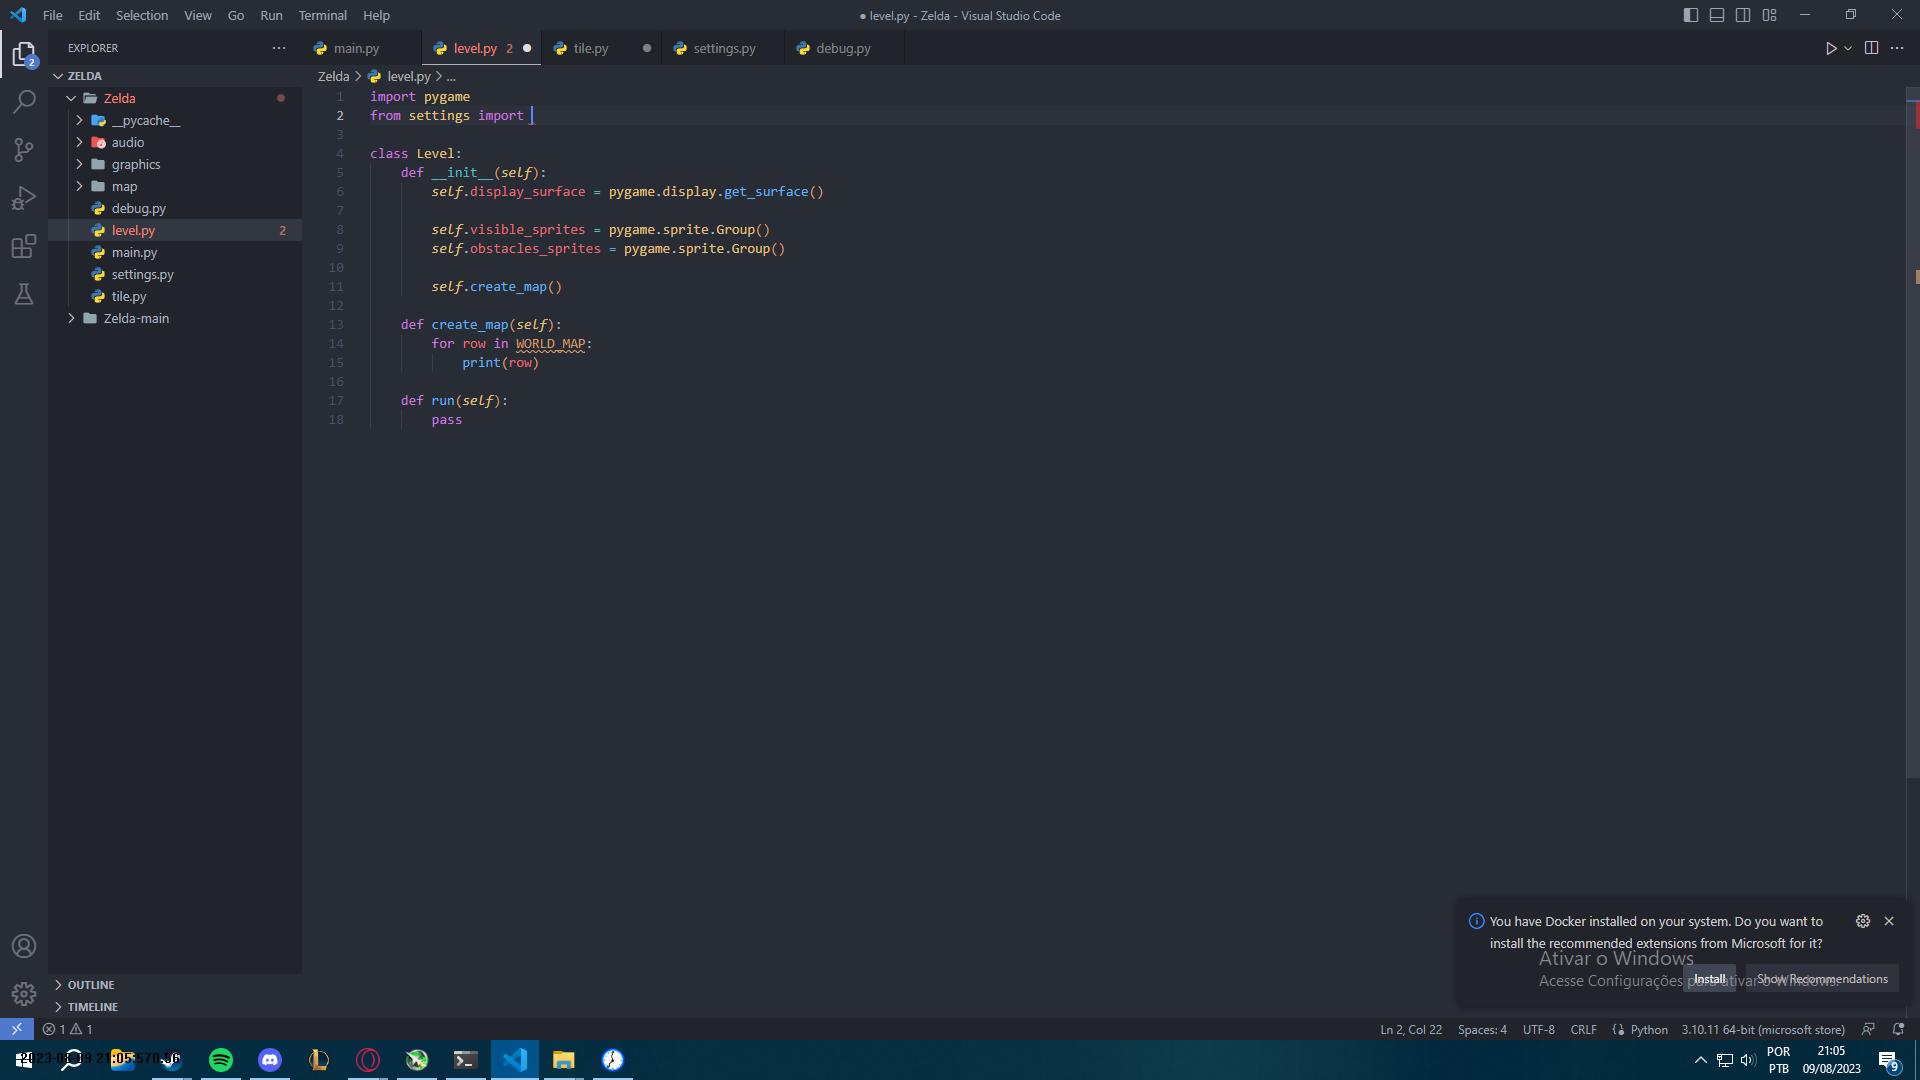 File Edit Selection View Go Run Terminal Help
● level.py - Zelda - Visual Studio Code
EXPLORER
main.py
level.py 2
tile.py
settings.py
debug.py
ZELDA
Zelda
__pycache__
audio
graphics
map
debug.py
level.py 2
main.py
settings.py
tile.py
Zelda-main
OUTLINE
TIMELINE
Zelda > level.py > ...
1 import pygame
2 from settings import
3
4 class Level:
5 def __init__(self):
6 self.display_surface = pygame.display.get_surface()
7
8 self.visible_sprites = pygame.sprite.Group()
9 self.obstacles_sprites = pygame.sprite.Group()
10
11 self.create_map()
12
13 def create_map(self):
14 for row in WORLD_MAP:
15 print(row)
16
17 def run(self):
18 pass
2
You have Docker installed on your system. Do you want to
install the recommended extensions from Microsoft for it?
Install Show Recommendations
Ativar o Windows
Acesse Configurações para ativar o Windows.
1 1
Ln 2, Col 22 Spaces: 4 UTF-8 CRLF Python 3.10.11 64-bit (microsoft store)
POR
PTB
21:05
09/08/2023
9